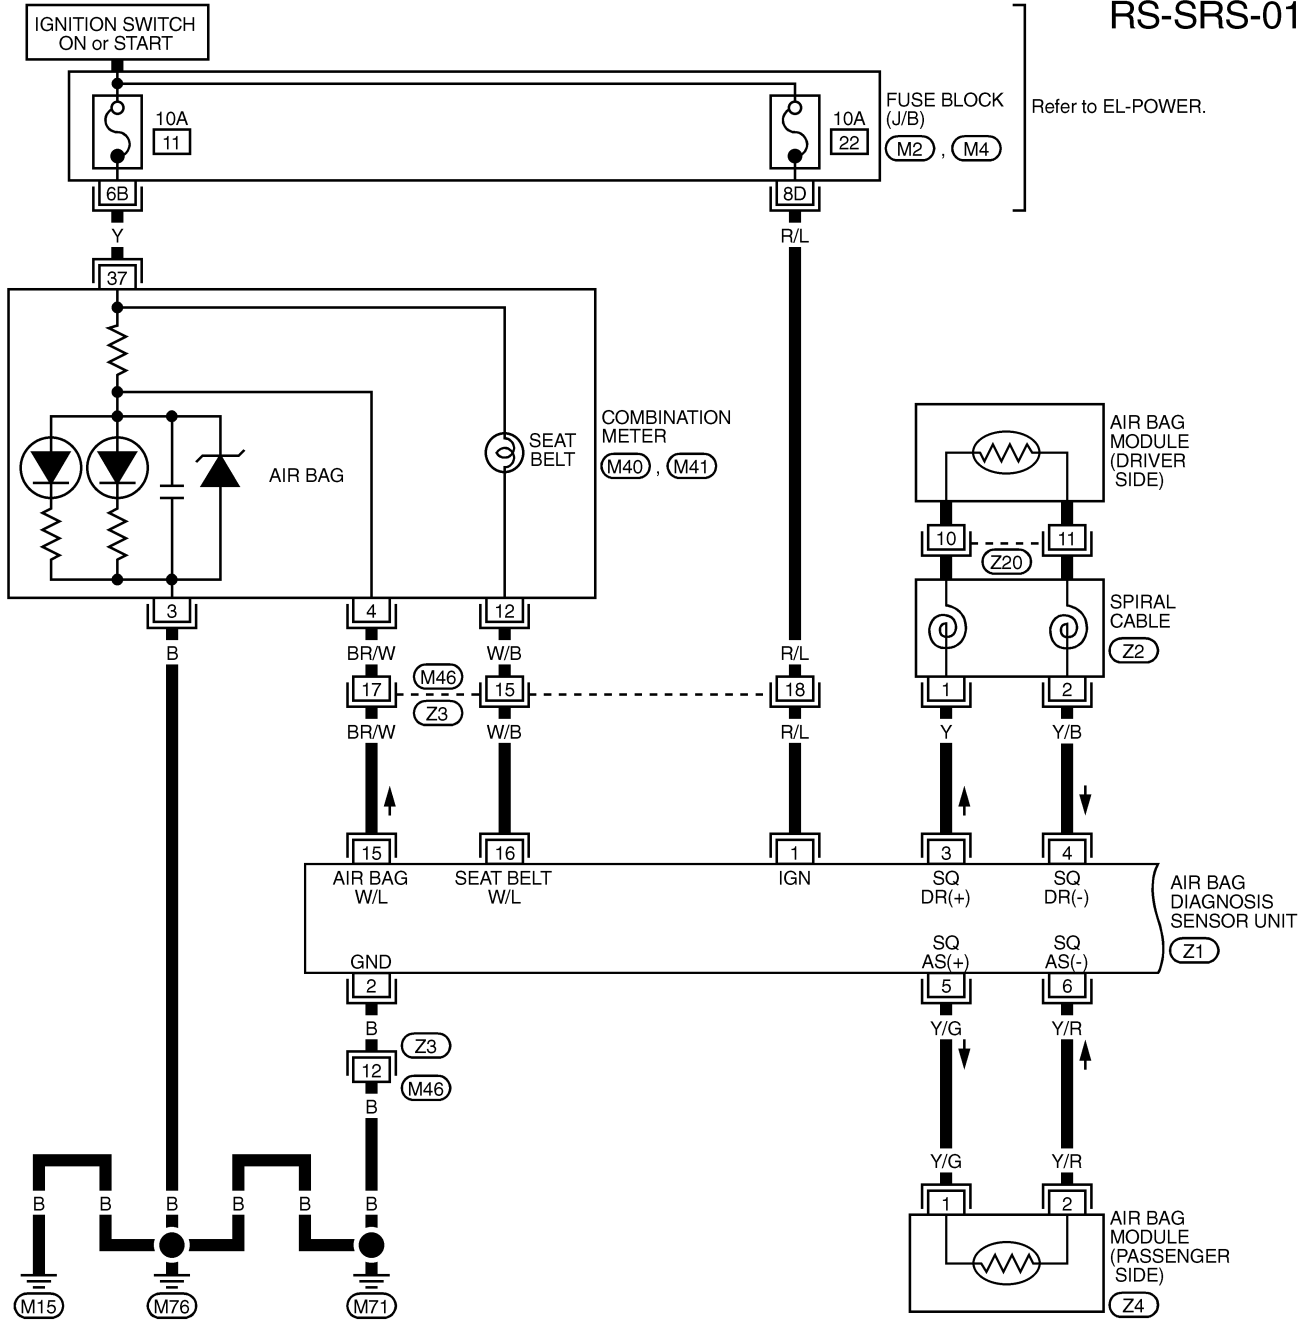 RS-SRS-01
IGNITION SWITCH
ON or START
10A
11
10A
22
FUSE BLOCK
(J/B)
M2 , M4
Refer to EL-POWER.
6B
8D
Y
R/L
37
AIR BAG
SEAT
BELT
COMBINATION
METER
M40 , M41
AIR BAG
MODULE
(DRIVER
SIDE)
10
11
Z20
SPIRAL
CABLE
Z2
3
4
12
B
BR/W
W/B
R/L
1
2
17
M46
Z3
15
18
BR/W
W/B
R/L
Y
Y/B
15
16
1
3
4
AIR BAG
W/L
SEAT BELT
W/L
IGN
SQ
DR(+)
SQ
DR(-)
AIR BAG
DIAGNOSIS
SENSOR UNIT
Z1
GND
SQ
AS(+)
SQ
AS(-)
2
5
6
B
Y/G
Y/R
Z3
12
M46
B
Y/G
Y/R
B
B
B
B
B
B
1
2
AIR BAG
MODULE
(PASSENGER
SIDE)
Z4
M15
M76
M71